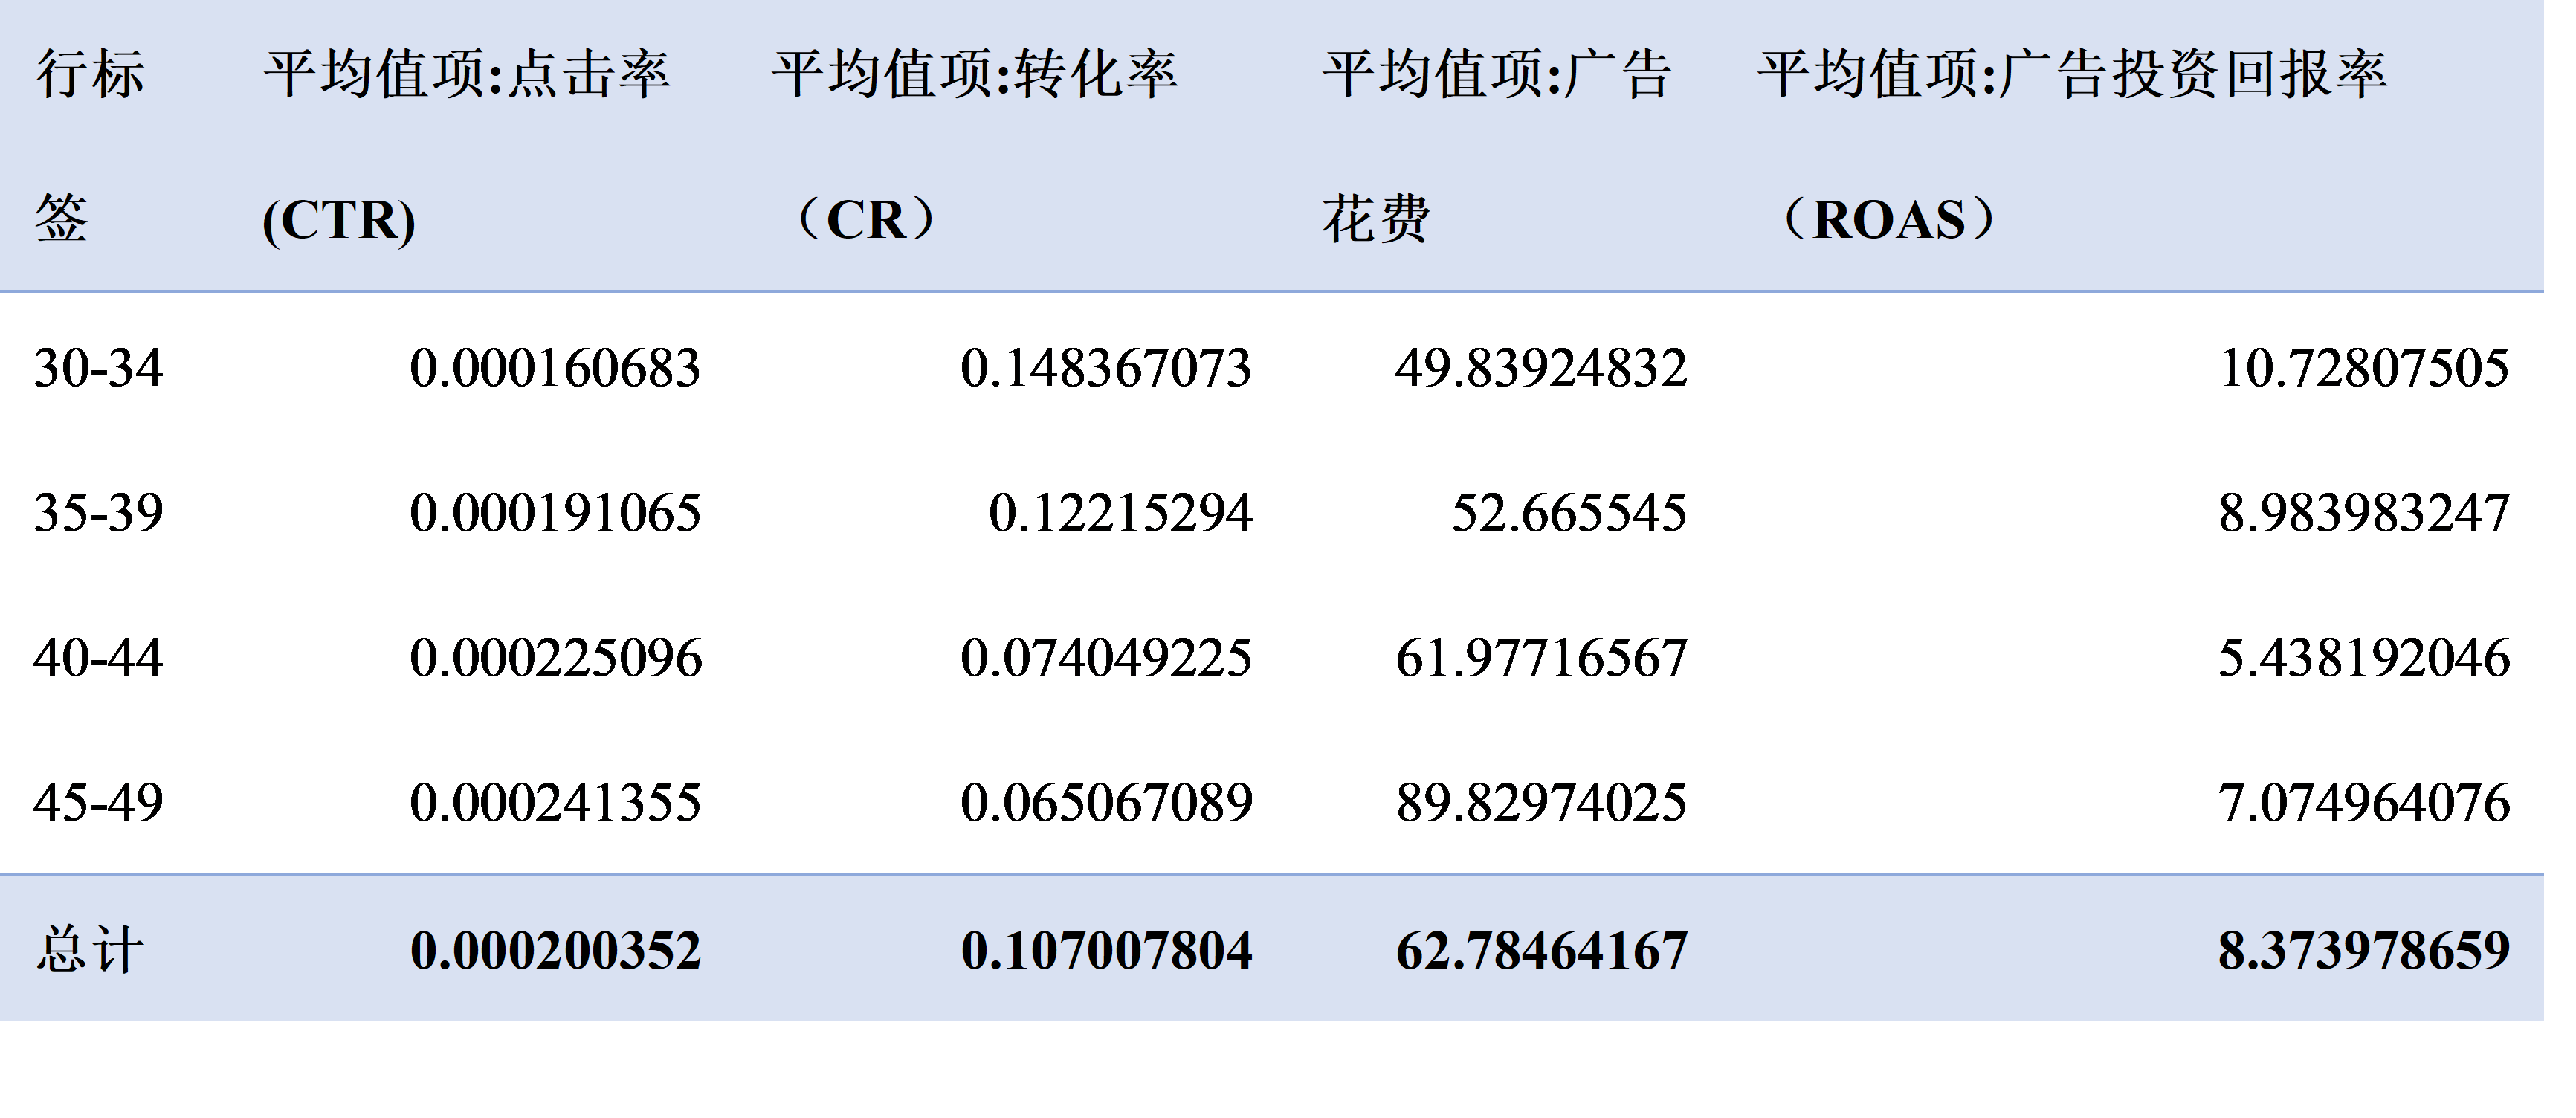 行标 平均值项:点击率 平均值项:转化率 平均值项:广告 平均值项:广告投资回报率
签 (CTR) （CR） 花费 （ROAS）
30-34 0.000160683 0.148367073 49.83924832 10.72807505
35-39 0.000191065 0.12215294 52.665545 8.983983247
40-44 0.000225096 0.074049225 61.97716567 5.438192046
45-49 0.000241355 0.065067089 89.82974025 7.074964076
总计 0.000200352 0.107007804 62.78464167 8.373978659